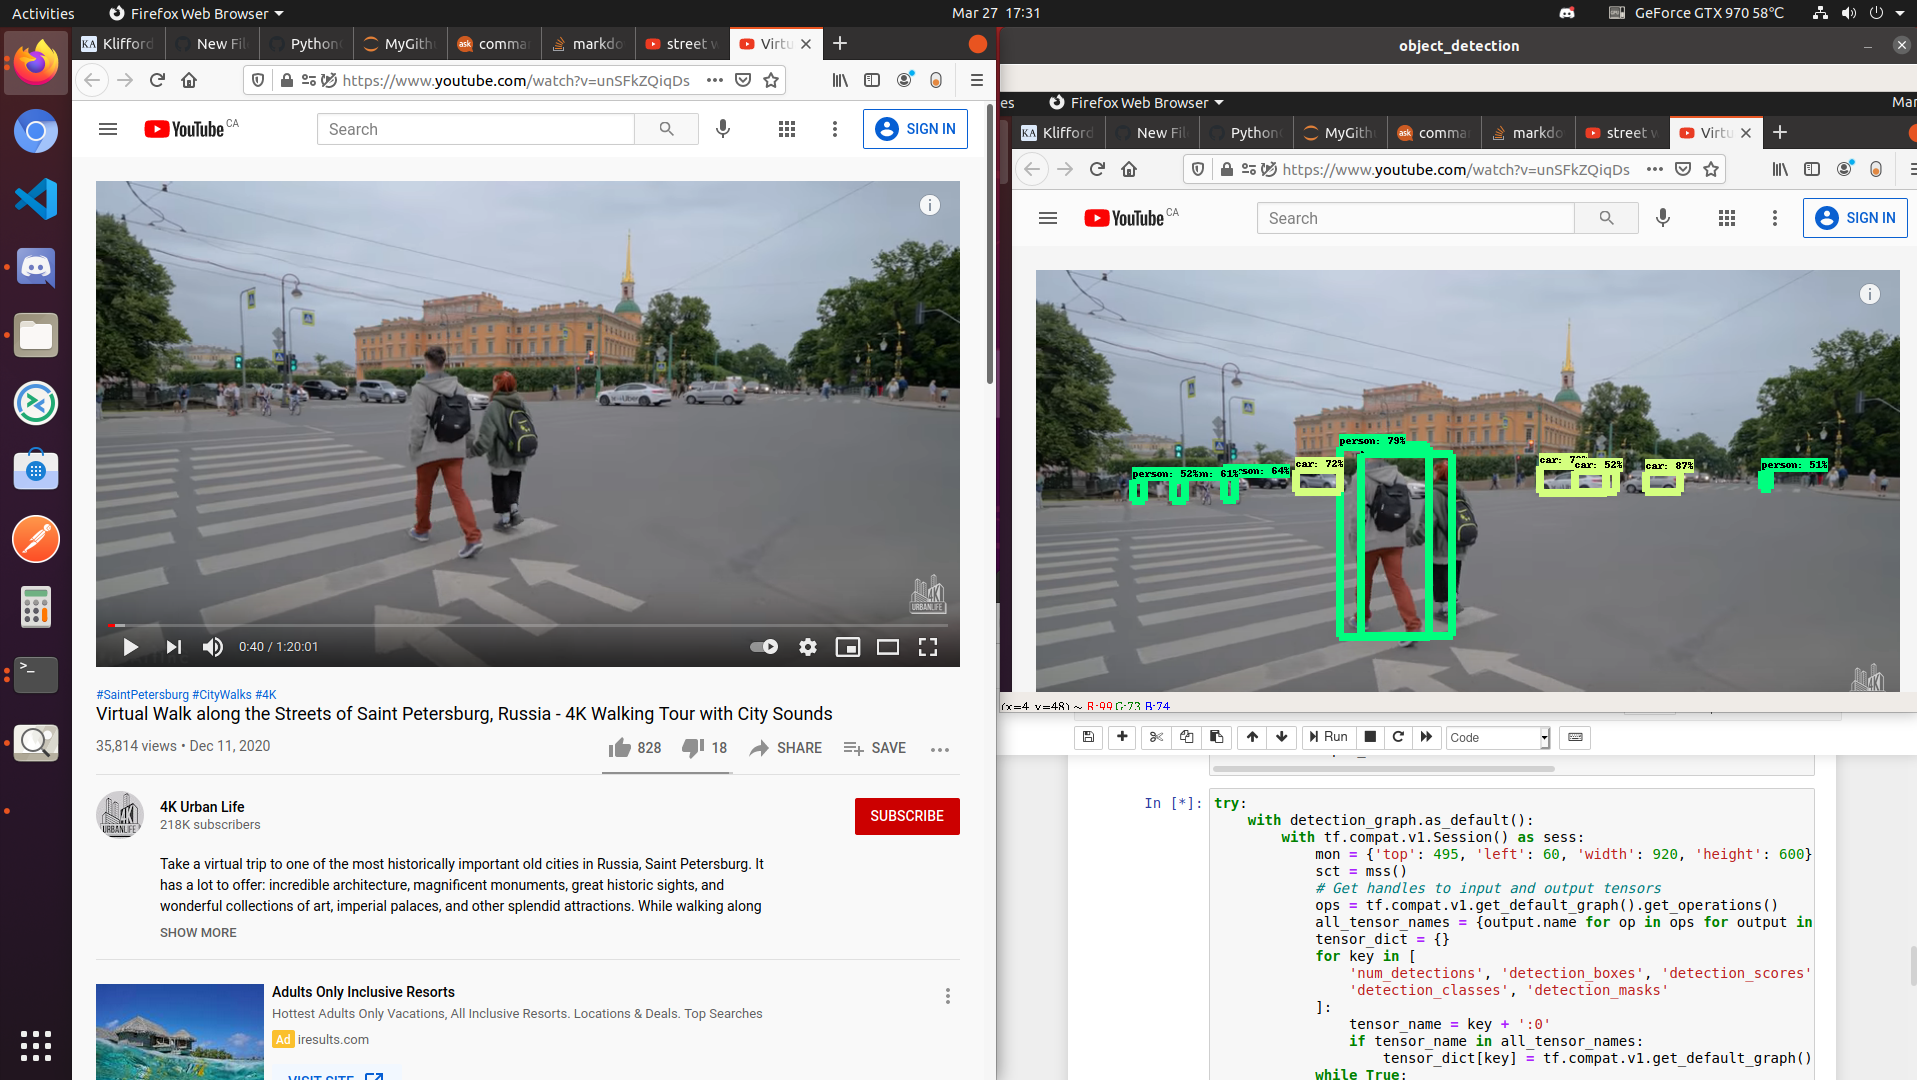 Activities
Firefox Web Browser
Mar 27 17:31
GeForce GTX 970 58℃
Klifford
New Fil
Python
MyGith
ask
comma
markdo
street w
Virtu
https://www.youtube.com/watch?v=unSFkZQiqDs
YouTube CA
Search
SIGN IN
URBANLIFE
0:40 / 1:20:01
#SaintPetersburg #CityWalks #4K
Virtual Walk along the Streets of Saint Petersburg, Russia - 4K Walking Tour with City Sounds
35,814 views • Dec 11, 2020
828
18
SHARE
SAVE
4K Urban Life
218K subscribers
SUBSCRIBE
Take a virtual trip to one of the most historically important old cities in Russia, Saint Petersburg. It
has a lot to offer: incredible architecture, magnificent monuments, great historic sights, and
wonderful collections of art, imperial palaces, and other splendid attractions. While walking along
SHOW MORE
Adults Only Inclusive Resorts
Hottest Adults Only Vacations, All Inclusive Resorts. Locations & Deals. Top Searches
Ad iresults.com
VISIT SITE
object_detection
es
Firefox Web Browser
Mar
KA Klifford
New Fil
Python
MyGith
ask
comma
markdo
street w
Virtu
https://www.youtube.com/watch?v=unSFkZQiqDs
YouTube CA
Search
SIGN IN
person: 79%
person: 52%
61%
64%
car: 72%
car:
car: 52%
car: 87%
person: 51%
(x=4, y=48) ~ R:99 G:73 B:74
Run
Code
In [*]:
try:
with detection_graph.as_default():
with tf.compat.v1.Session() as sess:
mon = {'top': 495, 'left': 60, 'width': 920, 'height': 600}
sct = mss()
# Get handles to input and output tensors
ops = tf.compat.v1.get_default_graph().get_operations()
all_tensor_names = {output.name for op in ops for output in
tensor_dict = {}
for key in [
'num_detections', 'detection_boxes', 'detection_scores'
'detection_classes', 'detection_masks'
]:
tensor_name = key + ':0'
if tensor_name in all_tensor_names:
tensor_dict[key] = tf.compat.v1.get_default_graph()
while True: